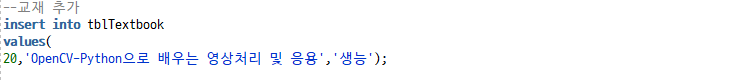 --교재 추가
insert into tblTextbook
values(
20,'OpenCV-Python으로 배우는 영상처리 및 응용','생능');